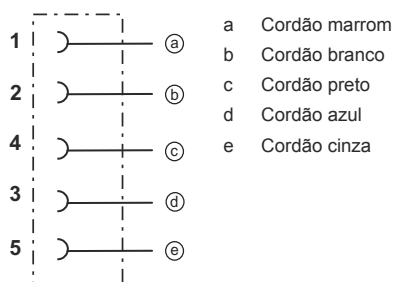 1 ⓐ
2 ⓑ
4 ⓒ
3 ⓓ
5 ⓔ
a Cordão marrom
b Cordão branco
c Cordão preto
d Cordão azul
e Cordão cinza